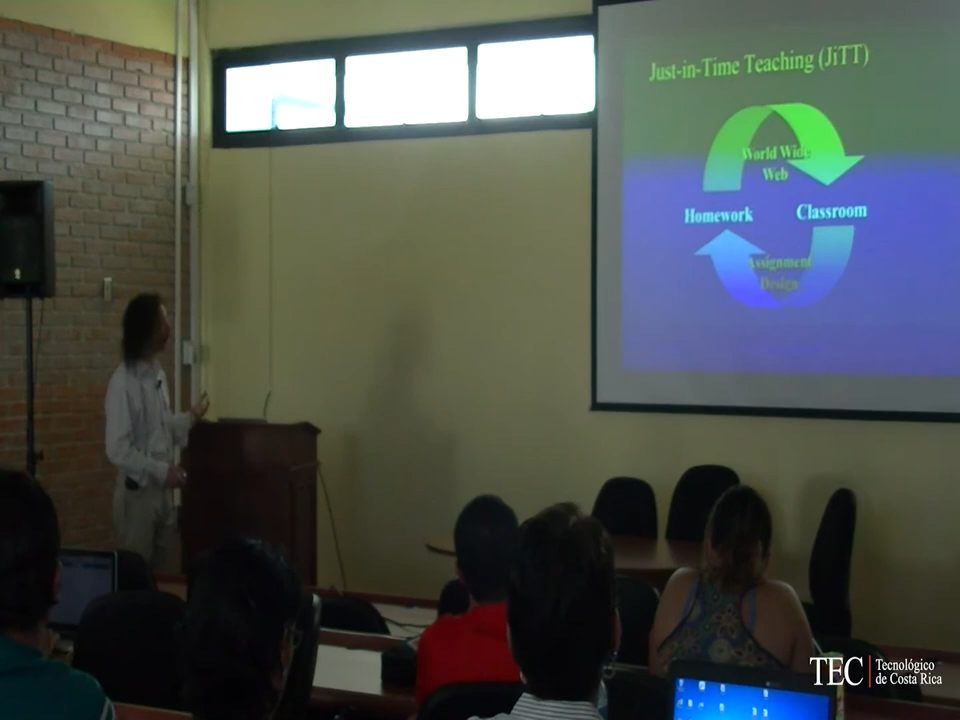 Just-in-Time Teaching (JiTT)
World Wide
Web
Homework
Classroom
Assignment
Design
TEC
Tecnológico
de Costa Rica